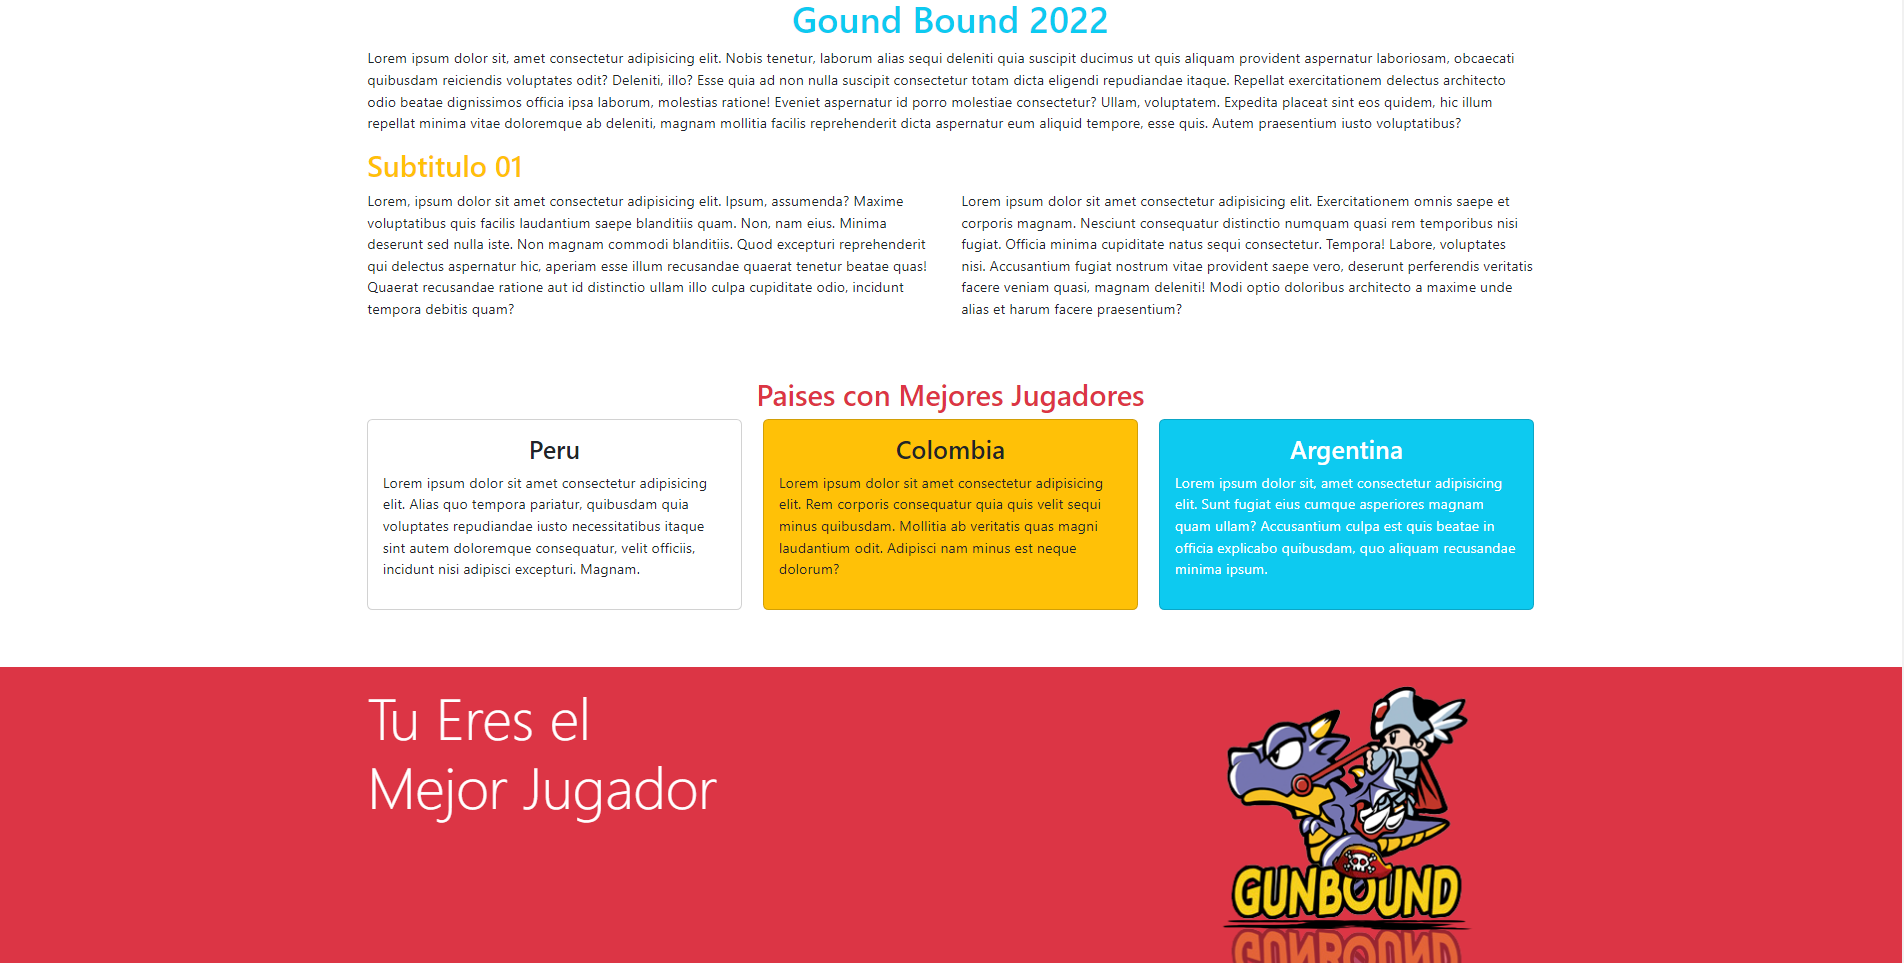 Gound Bound 2022
Lorem ipsum dolor sit, amet consectetur adipisicing elit. Nobis tenetur, laborum alias sequi deleniti quia suscipit ducimus ut quis aliquam provident aspernatur laboriosam, obcaecati
quibusdam reiciendis voluptates odit? Deleniti, illo? Esse quia ad non nulla suscipit consectetur totam dicta eligendi repudiandae itaque. Repellat exercitationem delectus architecto
odio beatae dignissimos officia ipsa laborum, molestias ratione! Eveniet aspernatur id porro molestiae consectetur? Ullam, voluptatem. Expedita placeat sint eos quidem, hic illum
repellat minima vitae doloremque ab deleniti, magnam mollitia facilis reprehenderit dicta aspernatur eum aliquid tempore, esse quis. Autem praesentium iusto voluptatibus?
Subtitulo 01
Lorem, ipsum dolor sit amet consectetur adipisicing elit. Ipsum, assumenda? Maxime
voluptatibus quis facilis laudantium saepe blanditiis quam. Non, nam eius. Minima
deserunt sed nulla iste. Non magnam commodi blanditiis. Quod excepturi reprehenderit
qui delectus aspernatur hic, aperiam esse illum recusandae quaerat tenetur beatae quas!
Quaerat recusandae ratione aut id distinctio ullam illo culpa cupiditate odio, incidunt
tempora debitis quam?
Lorem ipsum dolor sit amet consectetur adipisicing elit. Exercitationem omnis saepe et
corporis magnam. Nesciunt consequatur distinctio numquam quasi rem temporibus nisi
fugiat. Officia minima cupiditate natus sequi consectetur. Tempora! Labore, voluptates
nisi. Accusantium fugiat nostrum vitae provident saepe vero, deserunt perferendis veritatis
facere veniam quasi, magnam deleniti! Modi optio doloribus architecto a maxime unde
alias et harum facere praesentium?
Paises con Mejores Jugadores
Peru
Lorem ipsum dolor sit amet consectetur adipisicing
elit. Alias quo tempora pariatur, quibusdam quia
voluptates repudiandae iusto necessitatibus itaque
sint autem doloremque consequatur, velit officiis,
incidunt nisi adipisci excepturi. Magnam.
Colombia
Lorem ipsum dolor sit amet consectetur adipisicing
elit. Rem corporis consequatur quia quis velit sequi
minus quibusdam. Mollitia ab veritatis quas magni
laudantium odit. Adipisci nam minus est neque
dolorum?
Argentina
Lorem ipsum dolor sit, amet consectetur adipisicing
elit. Sunt fugiat eius cumque asperiores magnam
quam ullam? Accusantium culpa est quis beatae in
officia explicabo quibusdam, quo aliquam recusandae
minima ipsum.
Tu Eres el
Mejor Jugador
GUNBOUND